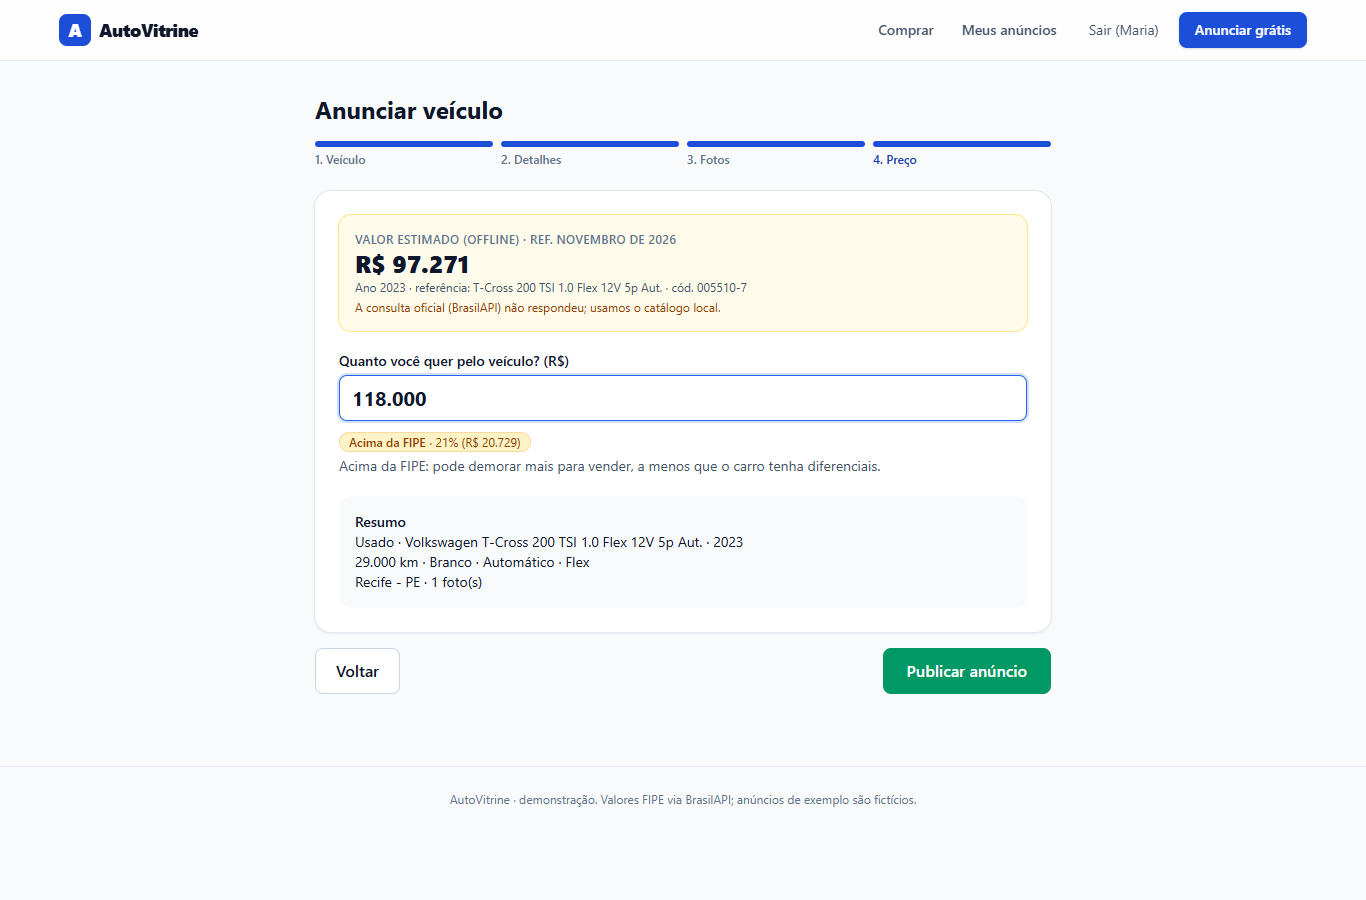 A AutoVitrine
Comprar
Meus anúncios
Sair (Maria)
Anunciar grátis
Anunciar veículo
1. Veículo
2. Detalhes
3. Fotos
4. Preço
VALOR ESTIMADO (OFFLINE) · REF. NOVEMBRO DE 2026
R$ 97.271
Ano 2023 · referência: T-Cross 200 TSI 1.0 Flex 12V 5p Aut. · cód. 005510-7
A consulta oficial (BrasilAPI) não respondeu; usamos o catálogo local.
Quanto você quer pelo veículo? (R$)
118.000
Acima da FIPE · 21% (R$ 20.729)
Acima da FIPE: pode demorar mais para vender, a menos que o carro tenha diferenciais.
Resumo
Usado · Volkswagen T-Cross 200 TSI 1.0 Flex 12V 5p Aut. · 2023
29.000 km · Branco · Automático · Flex
Recife - PE · 1 foto(s)
Voltar
Publicar anúncio
AutoVitrine · demonstração. Valores FIPE via BrasilAPI; anúncios de exemplo são fictícios.